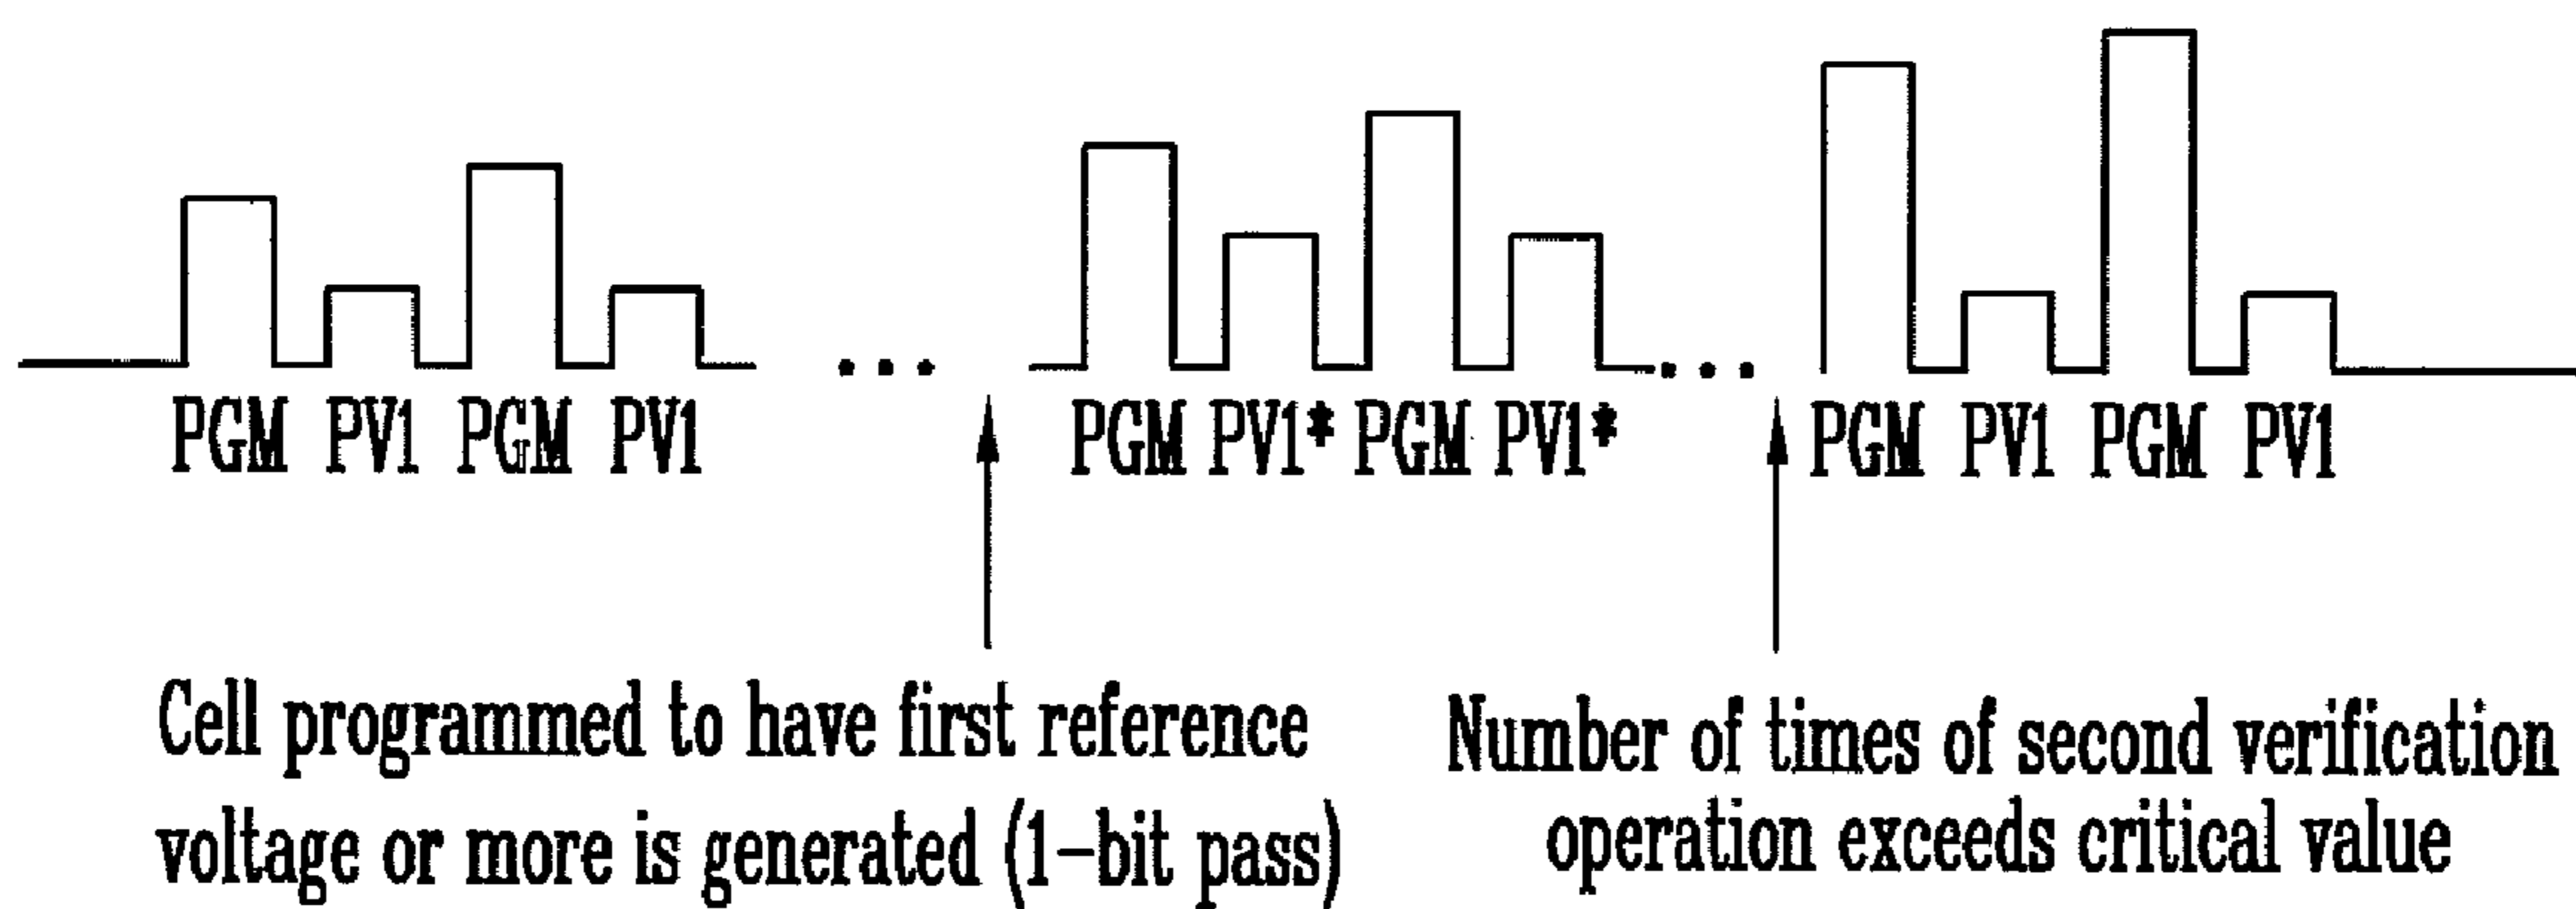 PGM PV1 PGM PV1 PGM PV1* PGM PV1* PGM PV1 PGM PV1
Cell programmed to have first reference
voltage or more is generated (1-bit pass)
Number of times of second verification
operation exceeds critical value